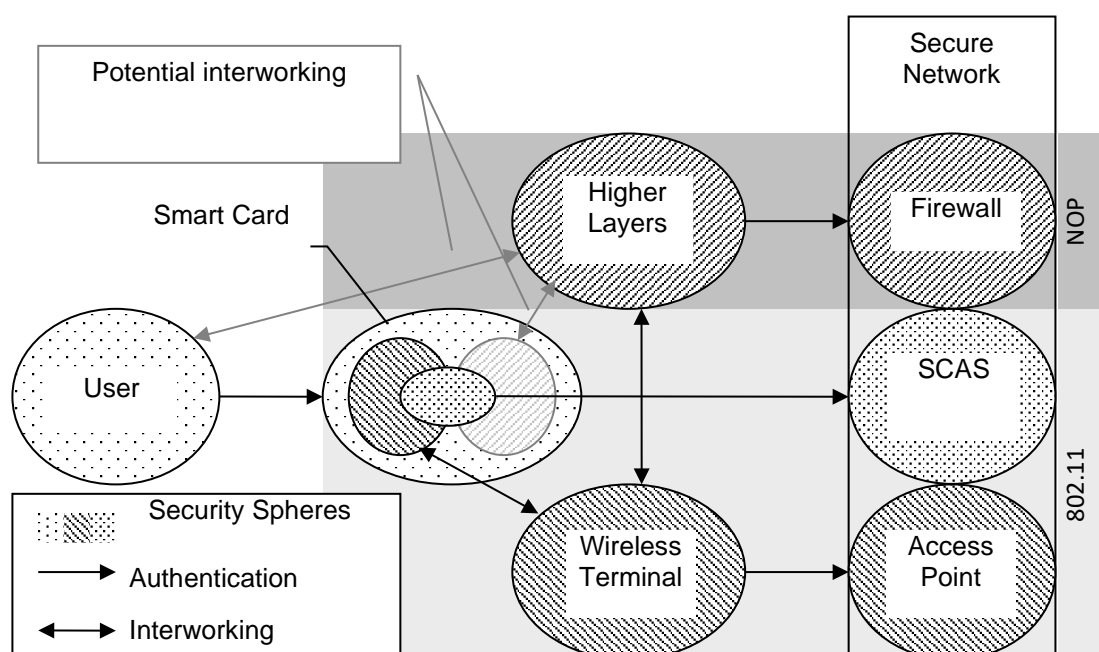 Potential interworking
Secure
Network
Higher
Layers
Firewall
NOP
Smart Card
User
SCAS
802.11
Security Spheres
Authentication
Interworking
Wireless
Terminal
Access
Point